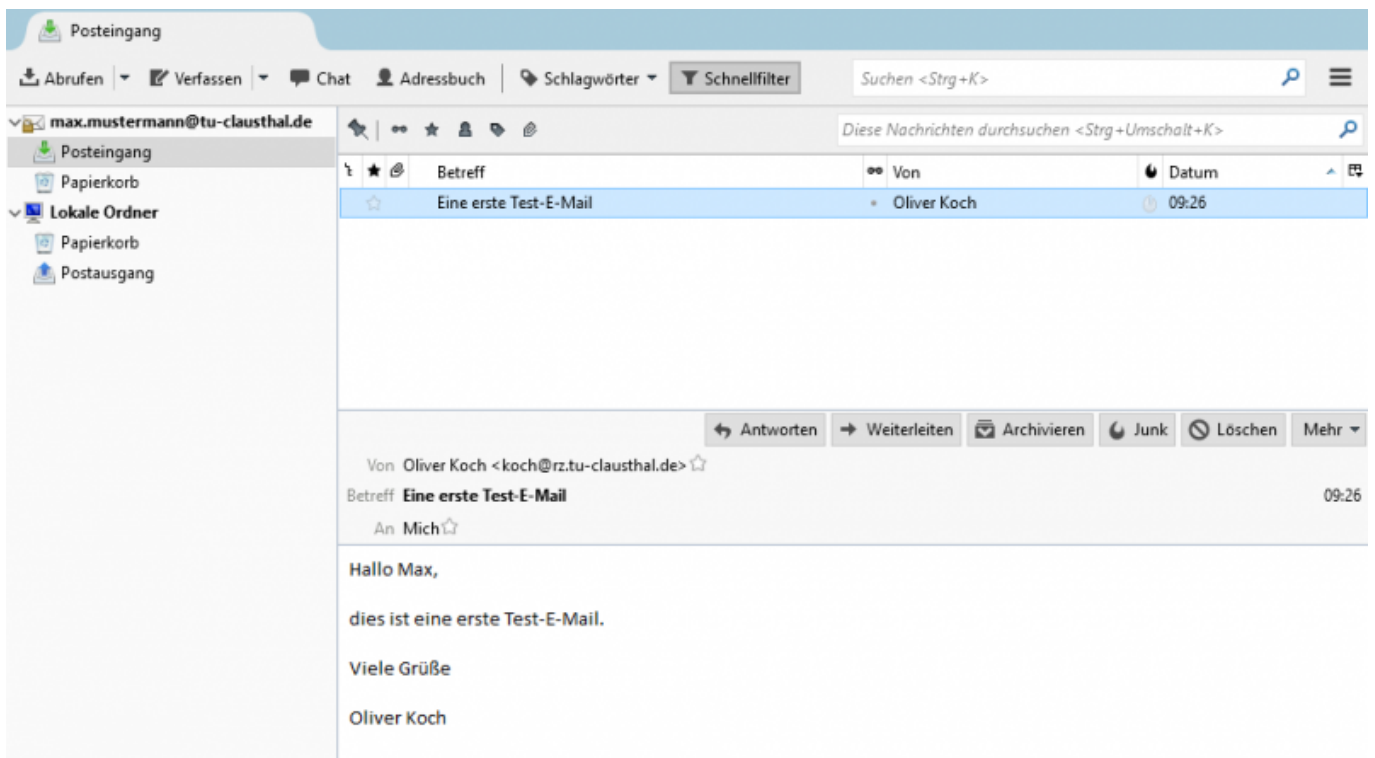 Posteingang
Abrufen Verfassen Chat Adressbuch Schlagwörter Schnellfilter Suchen <Strg+K>
max.mustermann@tu-clausthal.de
Diese Nachrichten durchsuchen <Strg+Umschalt+K>
Posteingang
Betreff Von Datum
Papierkorb
Eine erste Test-E-Mail Oliver Koch 09:26
Lokale Ordner
Papierkorb
Postausgang
Antworten Weiterleiten Archivieren Junk Löschen Mehr
Von Oliver Koch <koch@rz.tu-clausthal.de>
Betreff Eine erste Test-E-Mail 09:26
An Mich
Hallo Max,
dies ist eine erste Test-E-Mail.
Viele Grüße
Oliver Koch